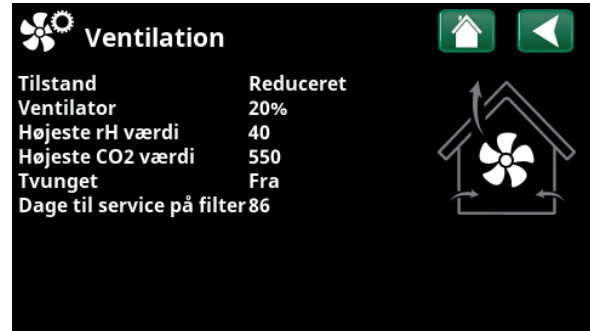 Ventilation
Tilstand Reduceret
Ventilator 20%
Højeste rH værdi 40
Højeste CO2 værdi 550
Tvunget Fra
Dage til service på filter 86